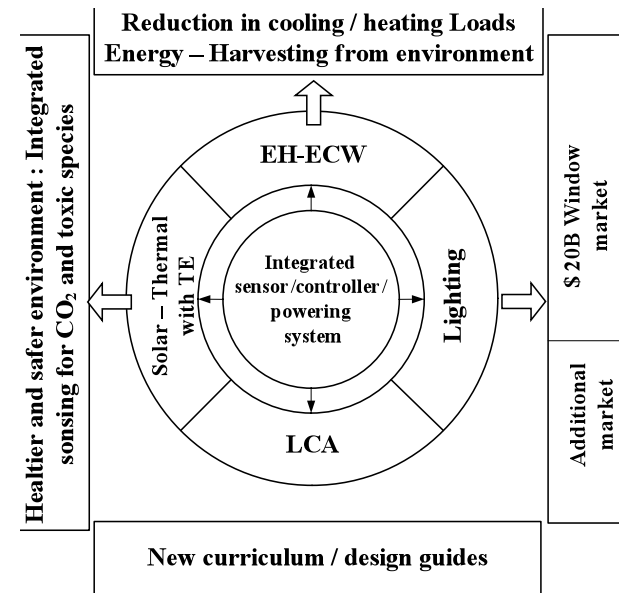 Reduction in cooling / heating Loads
Energy – Harvesting from environment
Healtier and safer environment : Integrated
sonsing for CO₂ and toxic species
EH-ECW
Solar – Thermal
with TE
Integrated
sensor/controller/
powering
system
Lighting
LCA
$ 20B Window
market
Additional
market
New curriculum / design guides